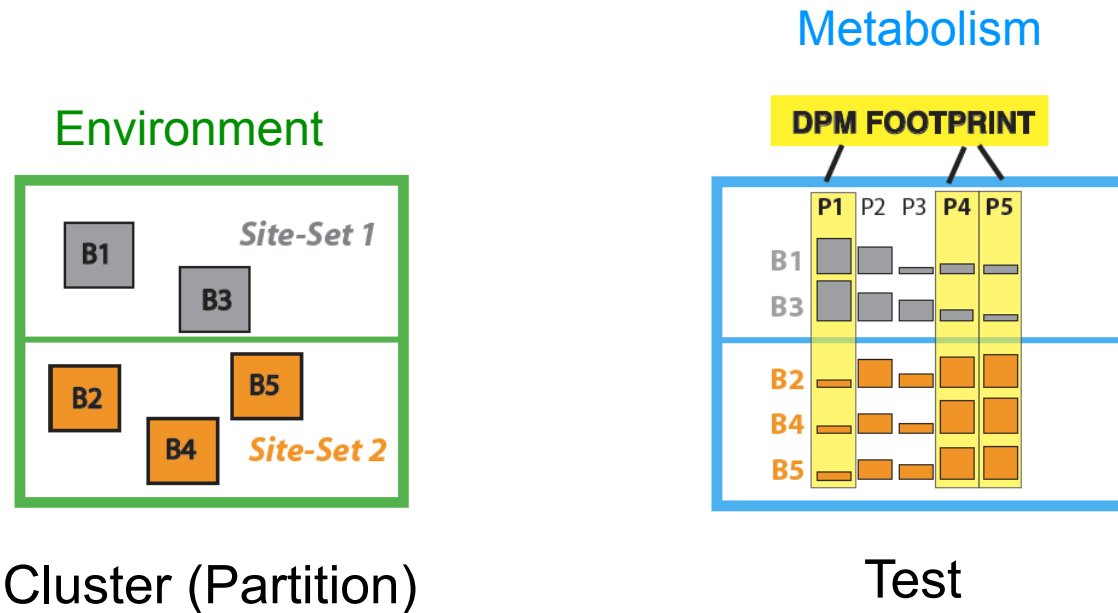 Metabolism
Environment
DPM FOOTPRINT
B1
Site-Set 1
B3
B2
B5
B4
Site-Set 2
P1 P2 P3 P4 P5
B1
B3
B2
B4
B5
Cluster (Partition)
Test